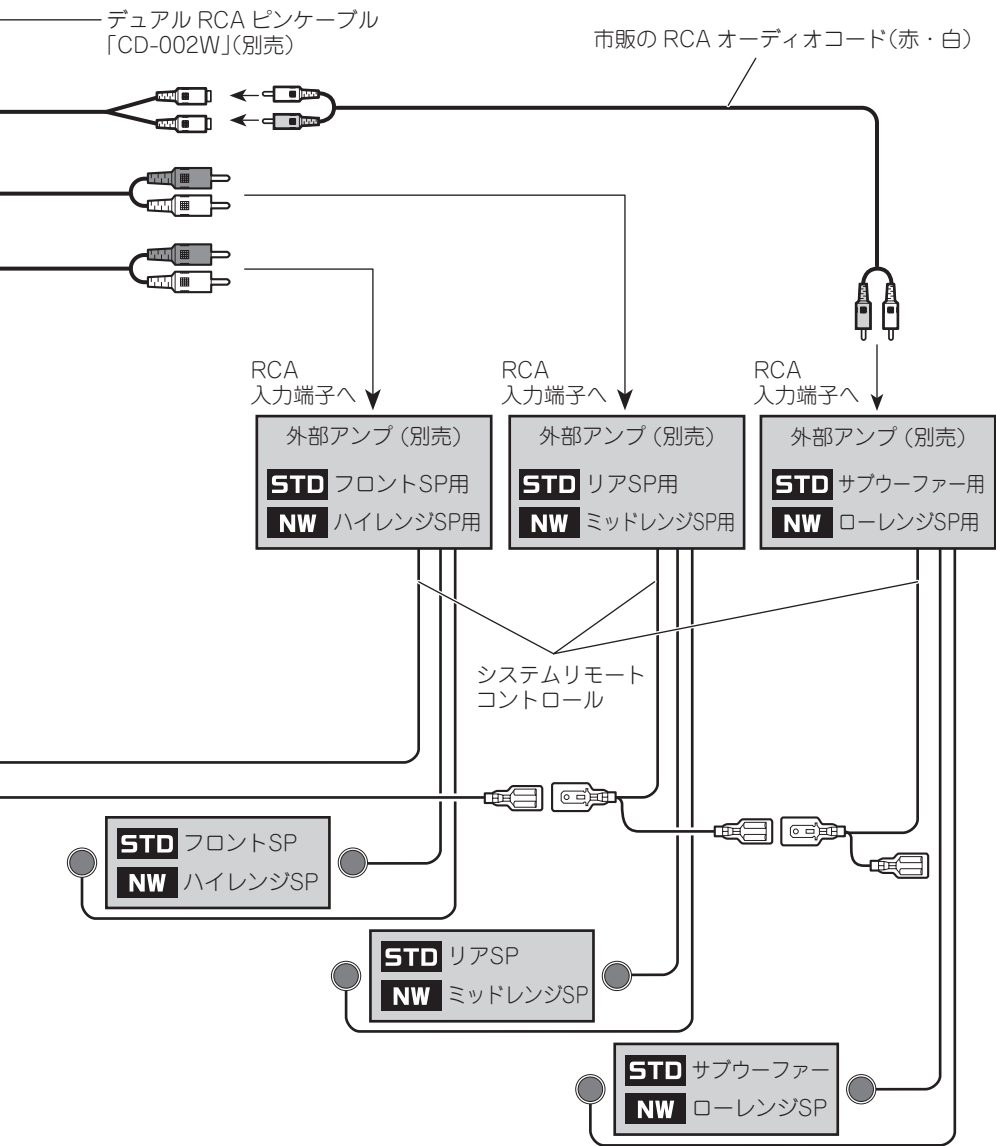 デュアル RCA ピンケーブル
「CD-002W」(別売)
市販の RCA オーディオコード(赤・白)
RCA
入力端子へ
RCA
入力端子へ
RCA
入力端子へ
外部アンプ (別売)
STD フロントSP用
NW ハイレンジSP用
外部アンプ (別売)
STD リアSP用
NW ミッドレンジSP用
外部アンプ (別売)
STD サブウーファー用
NW ローレンジSP用
システムリモート
コントロール
STD フロントSP
NW ハイレンジSP
STD リアSP
NW ミッドレンジSP
STD サブウーファー
NW ローレンジSP